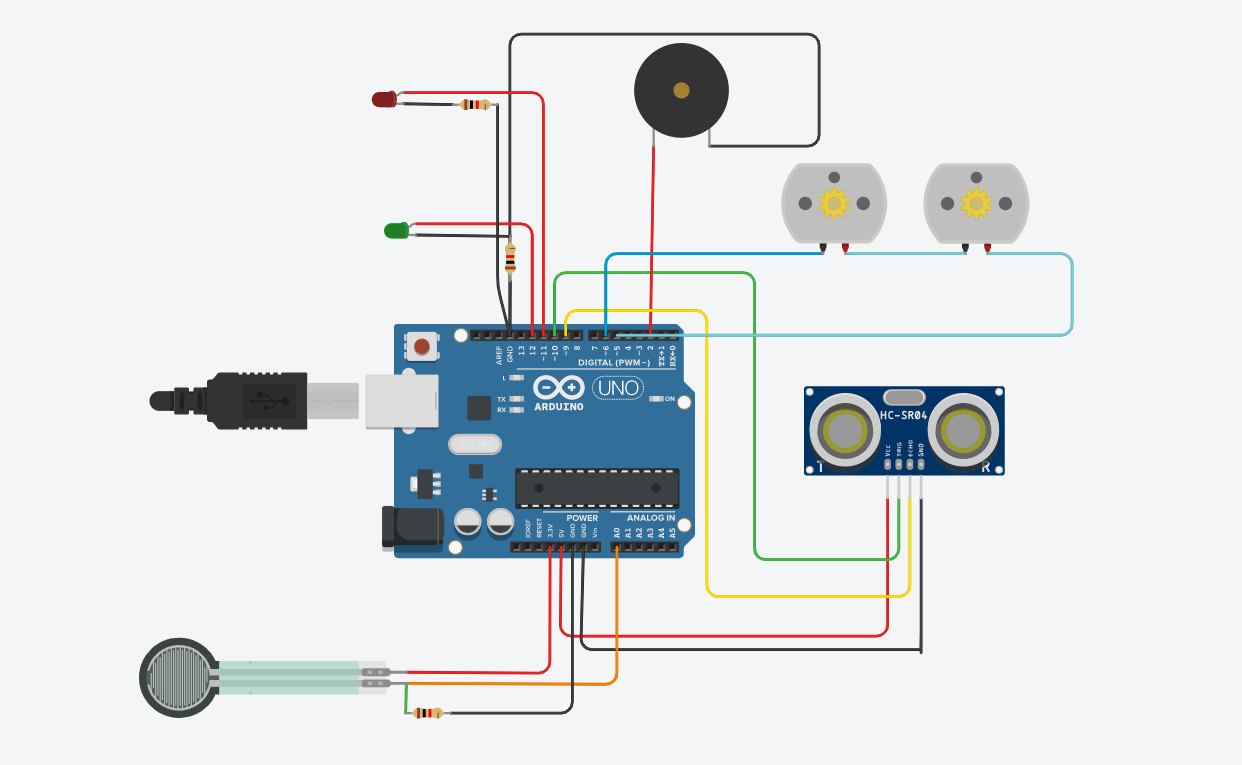 AREF
GND
13
12
~11
~10
~9
8
7
~6
~5
4
~3
2
TX→1
RX←0
DIGITAL (PWM~)
L
TX
RX
UNO
ARDUINO
ON
HC-SR04
VCC
TRIG
ECHO
GND
T
R
POWER
ANALOG IN
IOREF
RESET
3.3V
5V
GND
GND
Vin
A0
A1
A2
A3
A4
A5